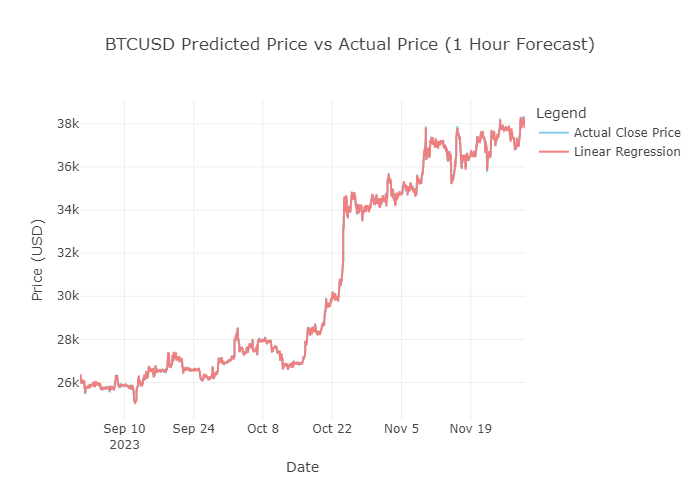 BTCUSD Predicted Price vs Actual Price (1 Hour Forecast)
Legend
Actual Close Price
Linear Regression
Price (USD)
38k
36k
34k
32k
30k
28k
26k
Sep 10
2023
Sep 24
Oct 8
Oct 22
Nov 5
Nov 19
Date